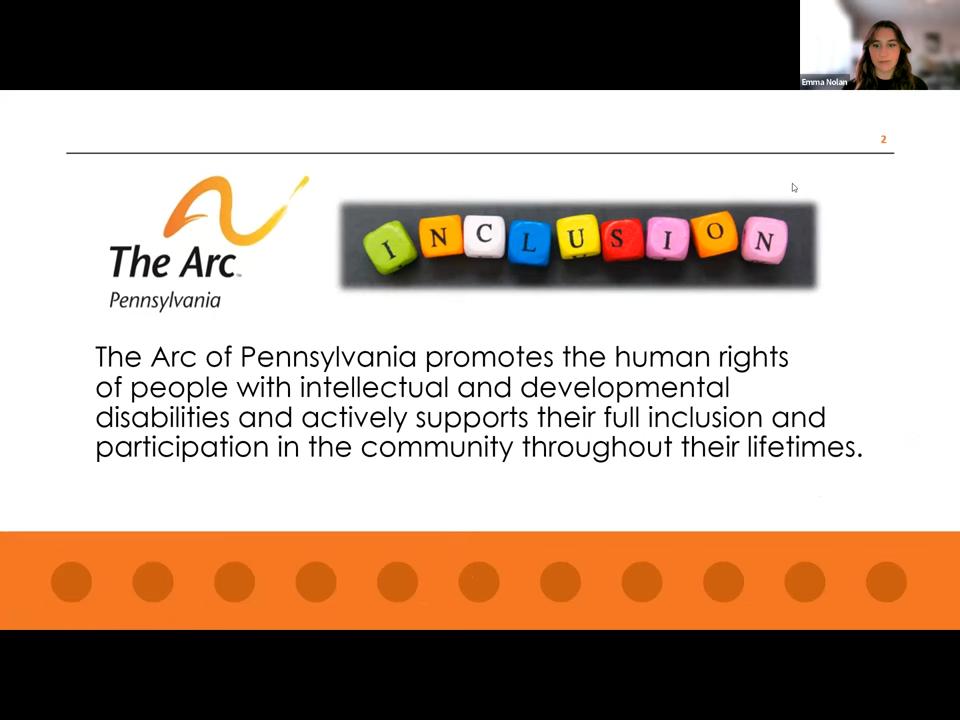 Emma Nolan
2
The Arc™
Pennsylvania
INCLUSION
The Arc of Pennsylvania promotes the human rights
of people with intellectual and developmental
disabilities and actively supports their full inclusion and
participation in the community throughout their lifetimes.